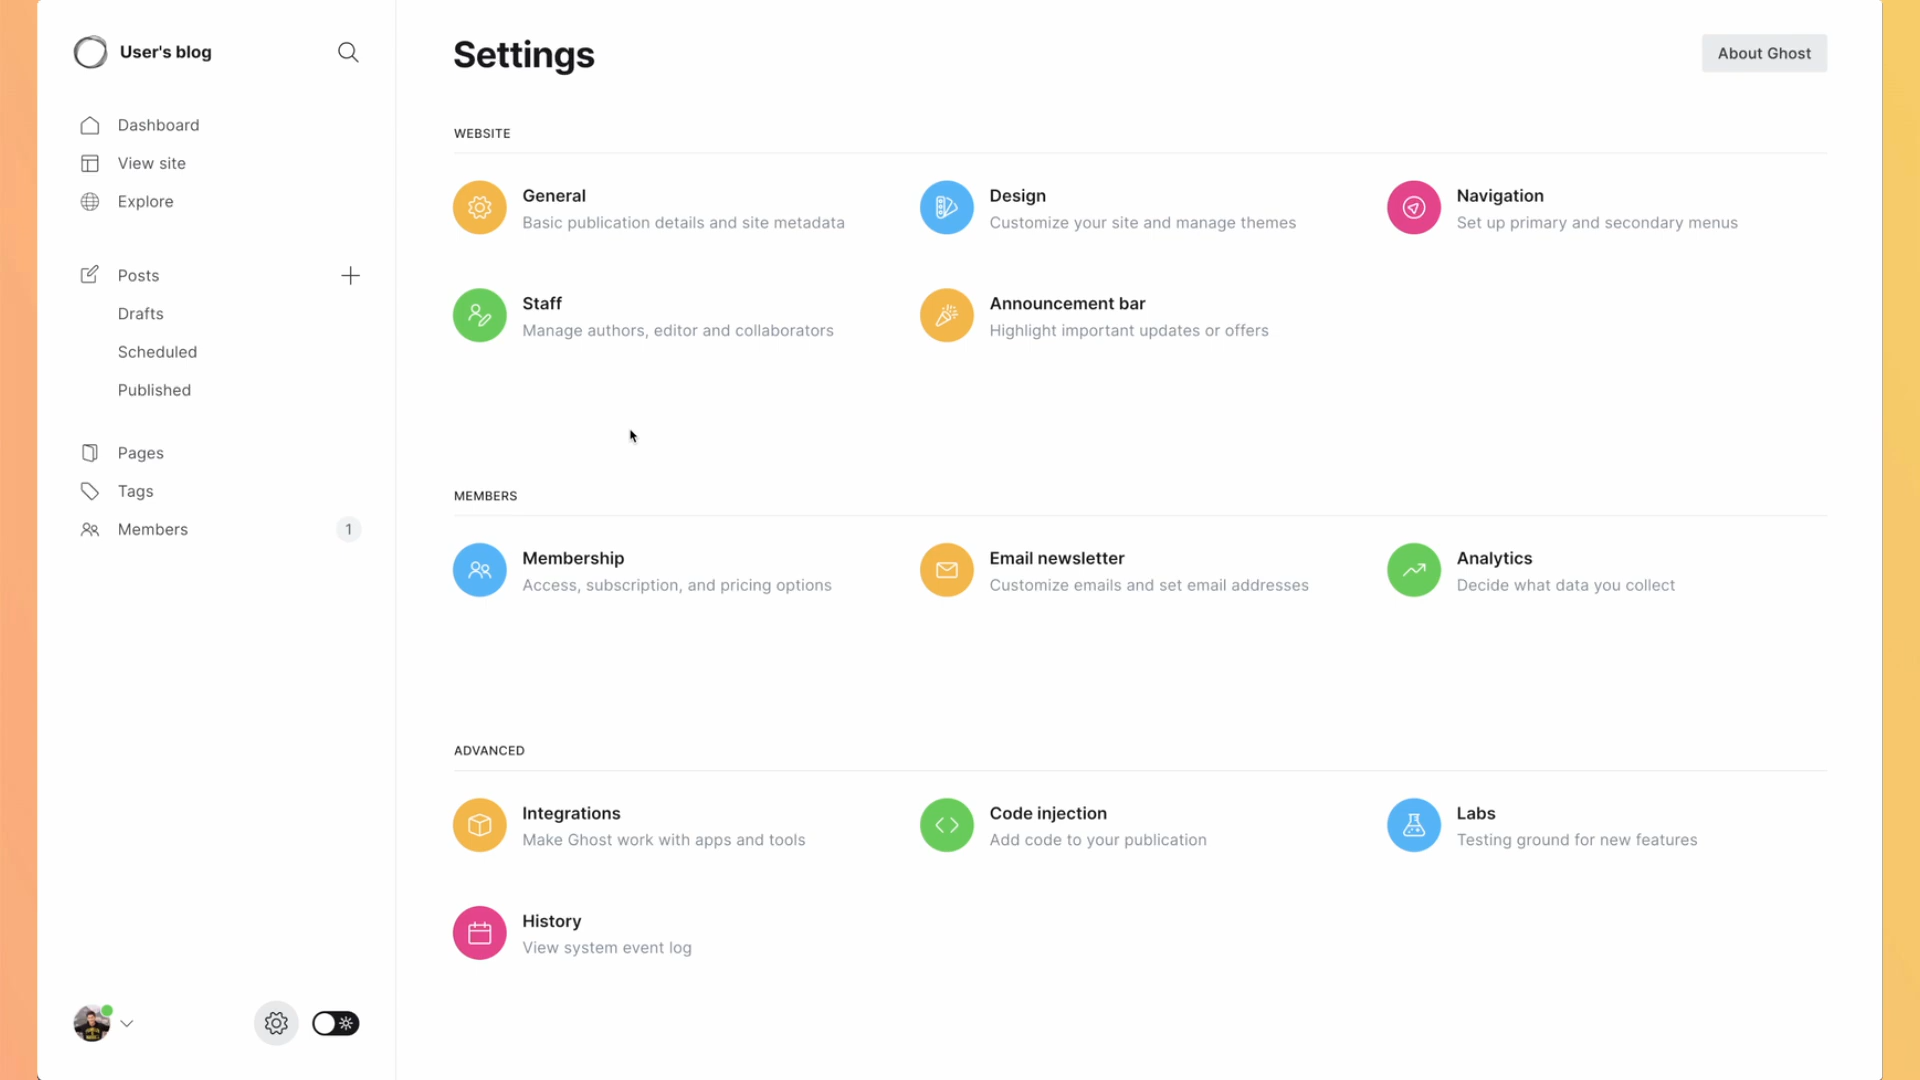 User's blog
Dashboard
View site
Explore
Posts
Drafts
Scheduled
Published
Pages
Tags
Members 1
Settings
About Ghost
WEBSITE
General
Basic publication details and site metadata
Design
Customize your site and manage themes
Navigation
Set up primary and secondary menus
Staff
Manage authors, editor and collaborators
Announcement bar
Highlight important updates or offers
MEMBERS
Membership
Access, subscription, and pricing options
Email newsletter
Customize emails and set email addresses
Analytics
Decide what data you collect
ADVANCED
Integrations
Make Ghost work with apps and tools
Code injection
Add code to your publication
Labs
Testing ground for new features
History
View system event log